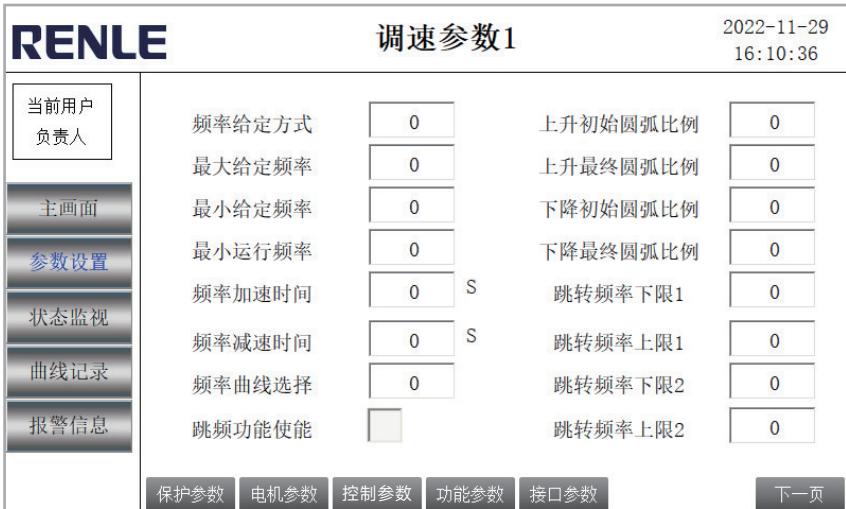 RENLE
调速参数1
2022-11-29
16:10:36
当前用户
负责人
主画面
参数设置
状态监视
曲线记录
报警信息
频率给定方式 0 上升初始圆弧比例 0
最大给定频率 0 上升最终圆弧比例 0
最小给定频率 0 下降初始圆弧比例 0
最小运行频率 0 下降最终圆弧比例 0
频率加速时间 0 S 跳转频率下限1 0
频率减速时间 0 S 跳转频率上限1 0
频率曲线选择 0 跳转频率下限2 0
跳频功能使能 跳转频率上限2 0
保护参数 电机参数 控制参数 功能参数 接口参数 下一页